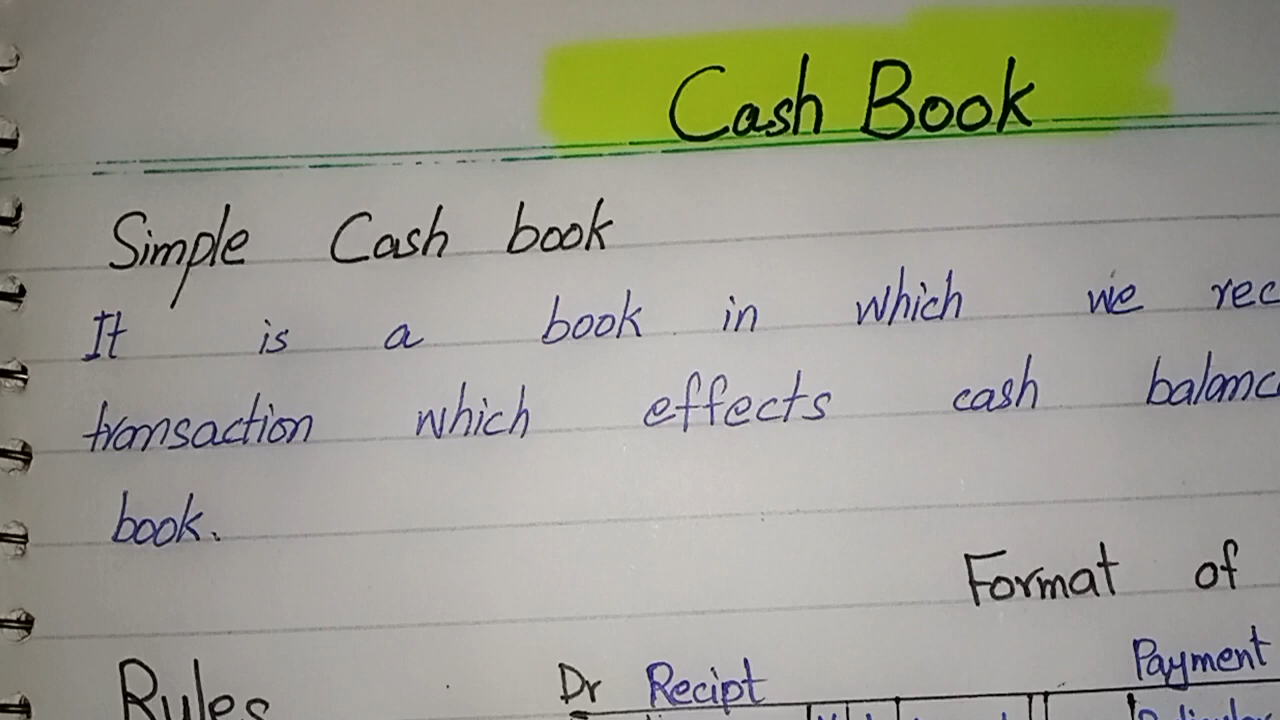 Cash Book
Simple Cash book
It is a book in which we rec
transaction which effects cash balanc
book.
Format of
Rules Dr Recipt Payment